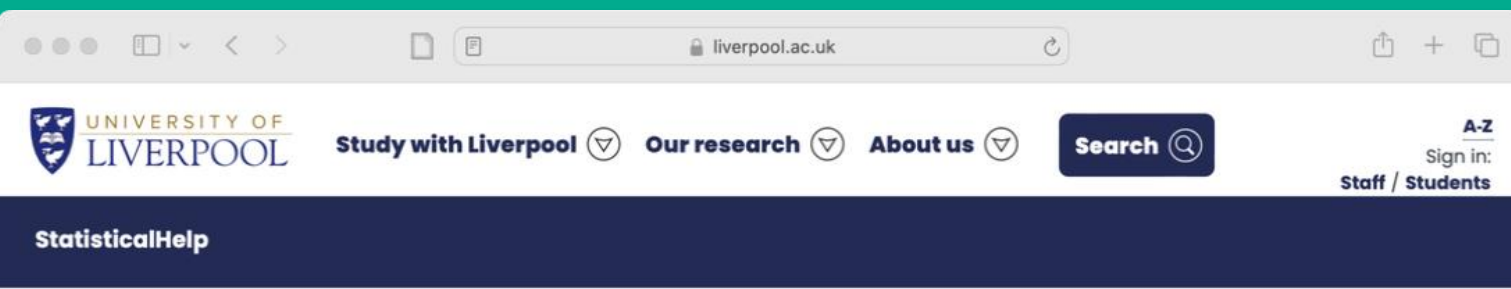 liverpool.ac.uk
UNIVERSITY OF
LIVERPOOL
Study with Liverpool
Our research
About us
Search
A-Z
Sign in:
Staff / Students
StatisticalHelp